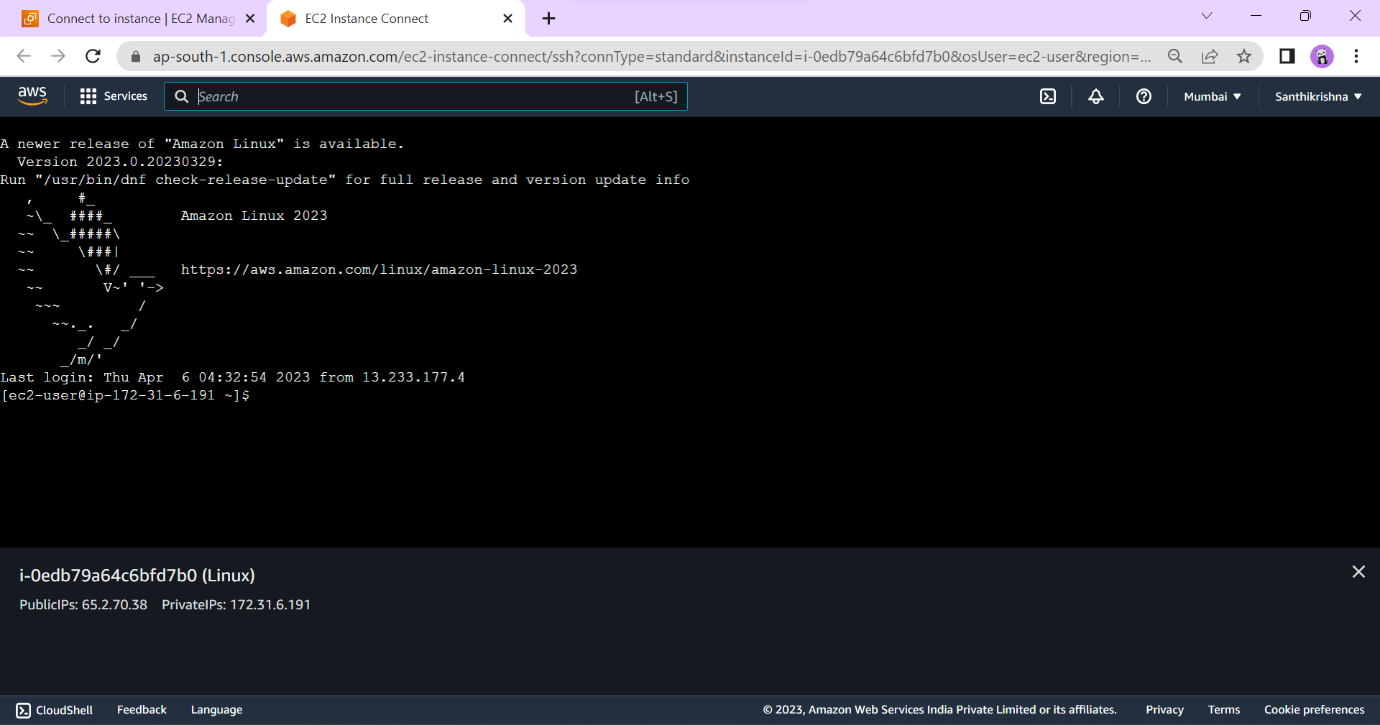 Connect to instance | EC2 Manag
EC2 Instance Connect
ap-south-1.console.aws.amazon.com/ec2-instance-connect/ssh?connType=standard&instanceId=i-0edb79a64c6bfd7b0&osUser=ec2-user&region=...
aws
Services
Search
[Alt+S]
Mumbai
Santhikrishna
A newer release of "Amazon Linux" is available.
  Version 2023.0.20230329:
Run "/usr/bin/dnf check-release-update" for full release and version update info
   ,     #_
   ~\_  ####_        Amazon Linux 2023
  ~~  \_#####\
  ~~     \###|
  ~~       \#/ ___   https://aws.amazon.com/linux/amazon-linux-2023
   ~~       V~' '->
    ~~~         /
      ~~._.   _/
         _/ _/
       _/m/'
Last login: Thu Apr  6 04:32:54 2023 from 13.233.177.4
[ec2-user@ip-172-31-6-191 ~]$
i-0edb79a64c6bfd7b0 (Linux)
PublicIPs: 65.2.70.38 PrivateIPs: 172.31.6.191
CloudShell
Feedback
Language
© 2023, Amazon Web Services India Private Limited or its affiliates.
Privacy
Terms
Cookie preferences